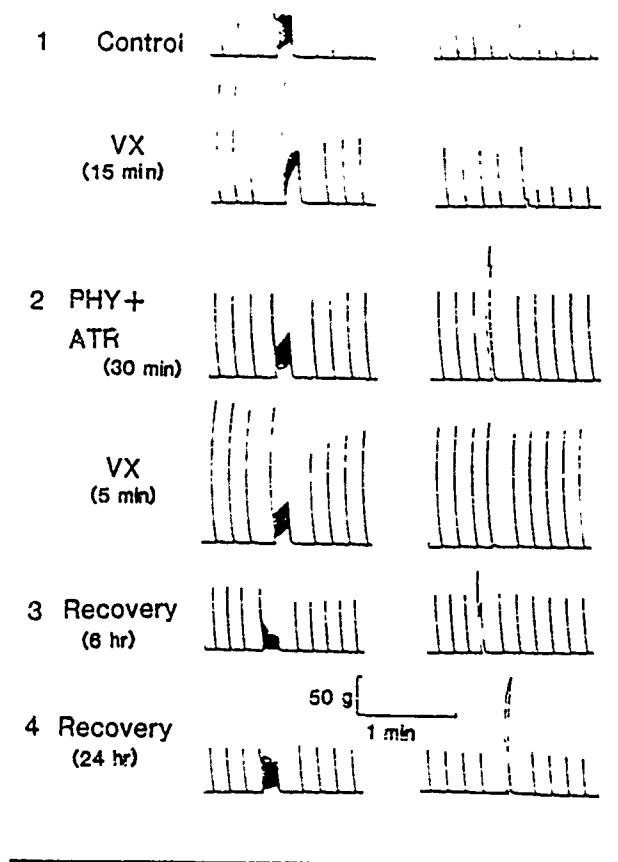 1 Control
VX
(15 min)
2 PHY+
ATR
(30 min)
VX
(5 min)
3 Recovery
(6 hr)
50 g
1 min
4 Recovery
(24 hr)